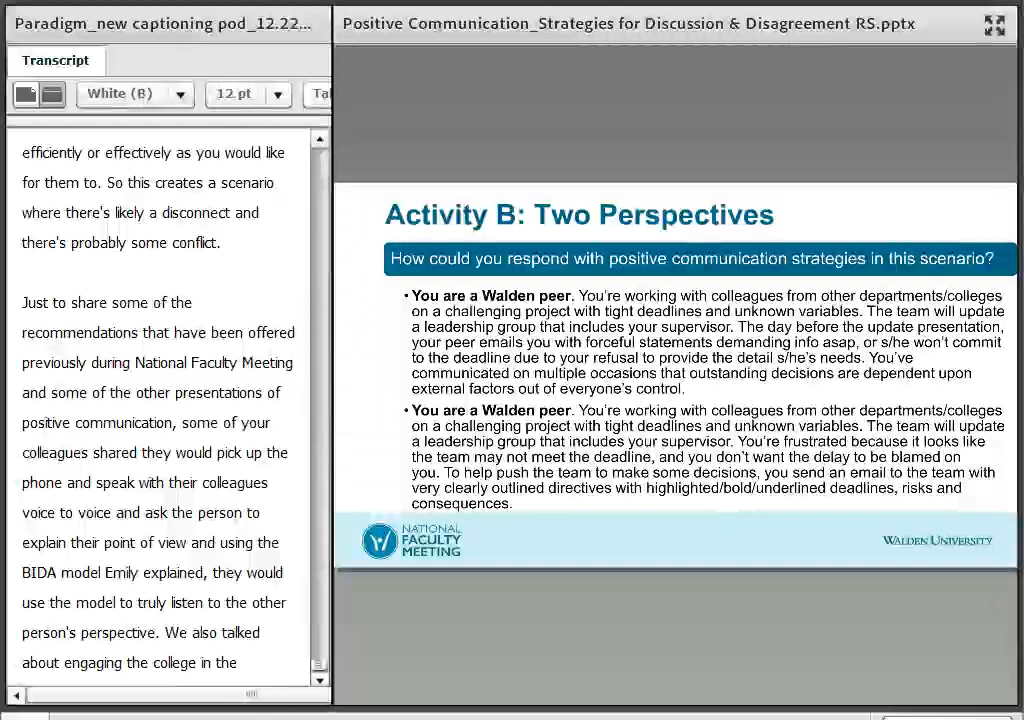 Paradigm_new captioning pod_12.22...
Positive Communication_Strategies for Discussion & Disagreement RS.pptx
Transcript
White (B)
12 pt
Ta
efficiently or effectively as you would like
for them to. So this creates a scenario
where there's likely a disconnect and
there's probably some conflict.
Just to share some of the
recommendations that have been offered
previously during National Faculty Meeting
and some of the other presentations of
positive communication, some of your
colleagues shared they would pick up the
phone and speak with their colleagues
voice to voice and ask the person to
explain their point of view and using the
BIDA model Emily explained, they would
use the model to truly listen to the other
person's perspective. We also talked
about engaging the college in the
Activity B: Two Perspectives
How could you respond with positive communication strategies in this scenario?
• You are a Walden peer. You're working with colleagues from other departments/colleges
on a challenging project with tight deadlines and unknown variables. The team will update
a leadership group that includes your supervisor. The day before the update presentation,
your peer emails you with forceful statements demanding info asap, or s/he won't commit
to the deadline due to your refusal to provide the detail s/he's needs. You've
communicated on multiple occasions that outstanding decisions are dependent upon
external factors out of everyone's control.
• You are a Walden peer. You're working with colleagues from other departments/colleges
on a challenging project with tight deadlines and unknown variables. The team will update
a leadership group that includes your supervisor. You're frustrated because it looks like
the team may not meet the deadline, and you don't want the delay to be blamed on
you. To help push the team to make some decisions, you send an email to the team with
very clearly outlined directives with highlighted/bold/underlined deadlines, risks and
consequences.
NATIONAL
FACULTY
MEETING
WALDEN UNIVERSITY